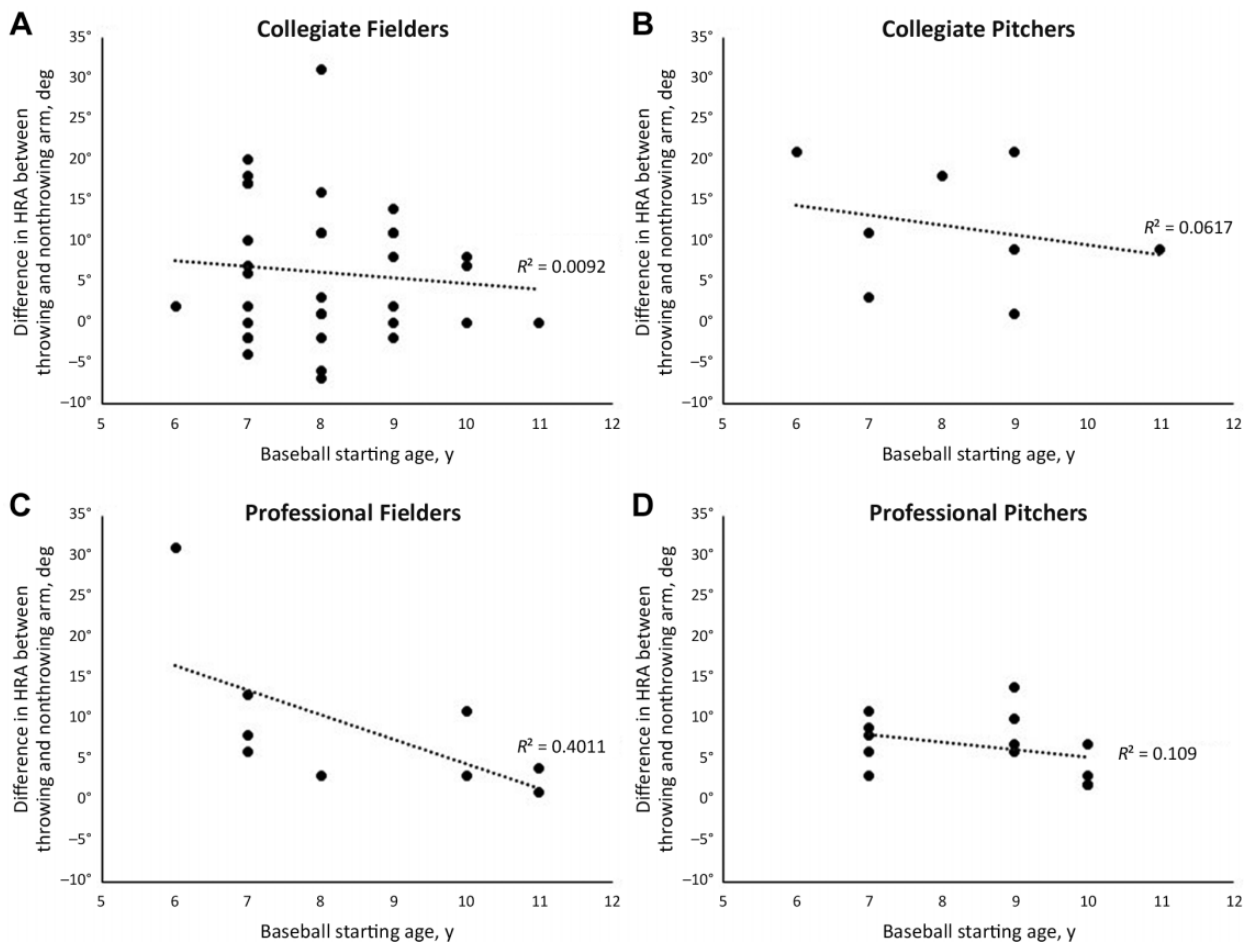 A
Collegiate Fielders
Difference in HRA between
throwing and nonthrowing arm, deg
35°
30°
25°
20°
15°
10°
5°
0°
–5°
–10°
R² = 0.0092
5 6 7 8 9 10 11 12
Baseball starting age, y
B
Collegiate Pitchers
Difference in HRA between
throwing and nonthrowing arm, deg
35°
30°
25°
20°
15°
10°
5°
0°
–5°
–10°
R² = 0.0617
5 6 7 8 9 10 11 12
Baseball starting age, y
C
Professional Fielders
Difference in HRA between
throwing and nonthrowing arm, deg
35°
30°
25°
20°
15°
10°
5°
0°
–5°
–10°
R² = 0.4011
5 6 7 8 9 10 11 12
Baseball starting age, y
D
Professional Pitchers
Difference in HRA between
throwing and nonthrowing arm, deg
35°
30°
25°
20°
15°
10°
5°
0°
–5°
–10°
R² = 0.109
5 6 7 8 9 10 11 12
Baseball starting age, y